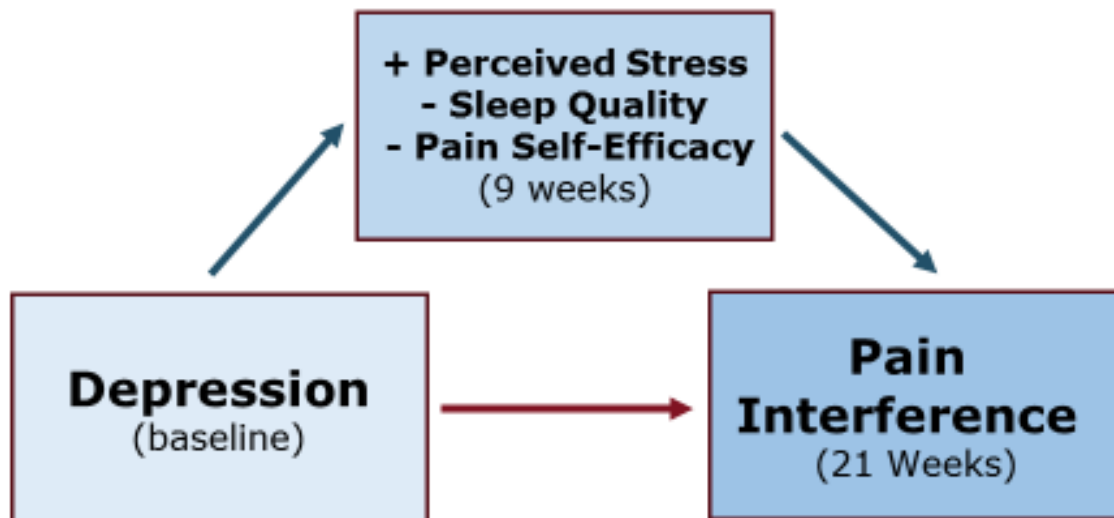 + Perceived Stress
- Sleep Quality
- Pain Self-Efficacy
(9 weeks)
Depression
(baseline)
Pain
Interference
(21 Weeks)